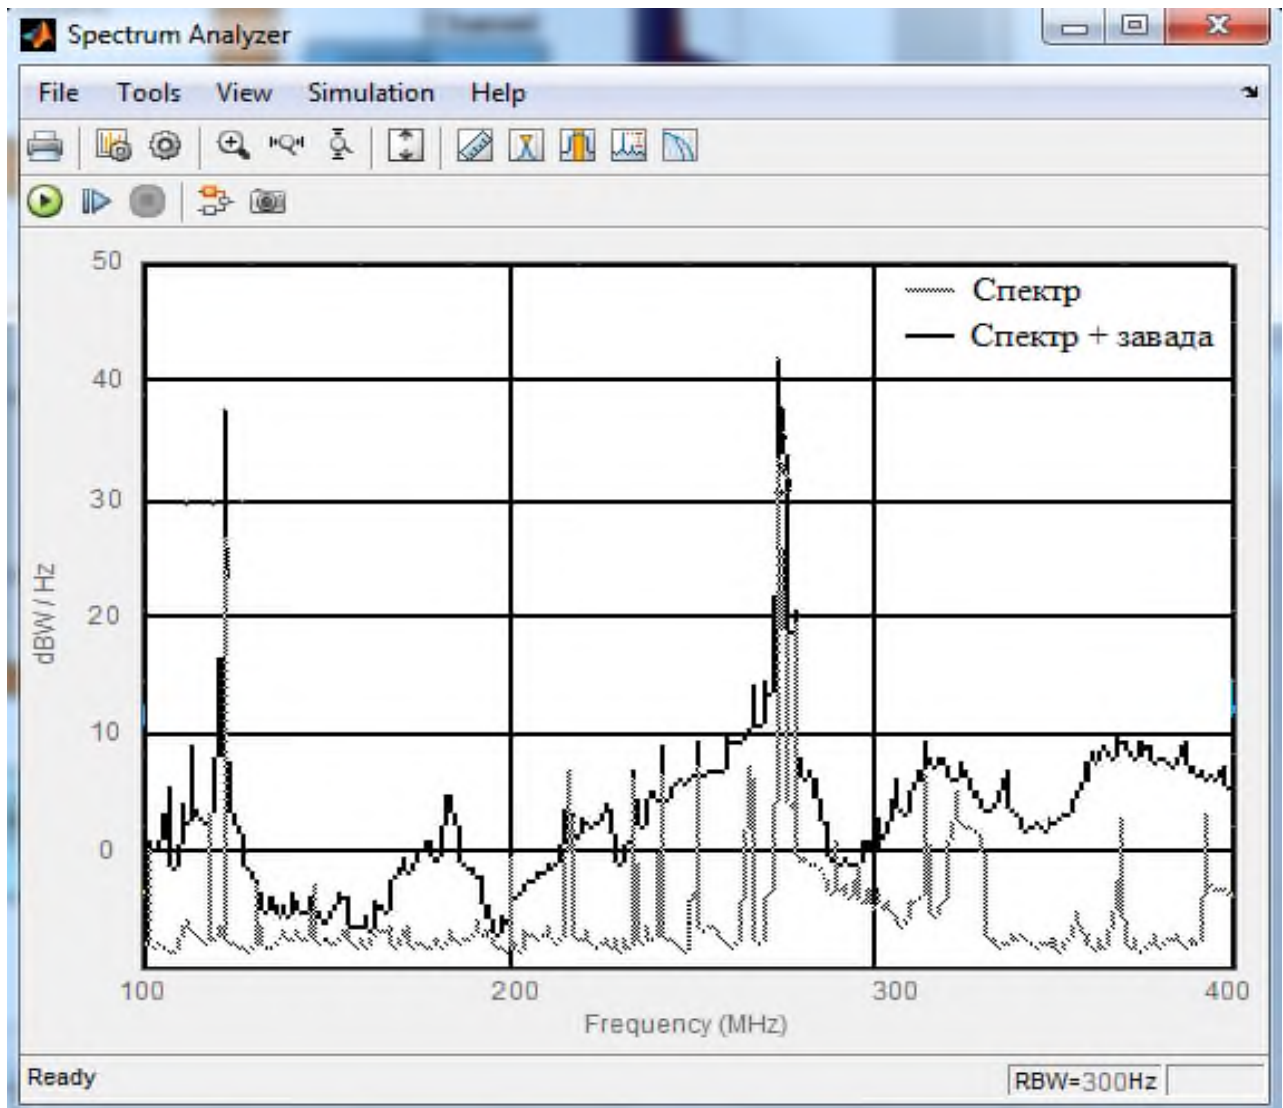 Spectrum Analyzer
File Tools View Simulation Help
50
40
30
20
10
0
dBW / Hz
Спектр
Спектр + завада
100 200 300 400
Frequency (MHz)
Ready
RBW=300Hz